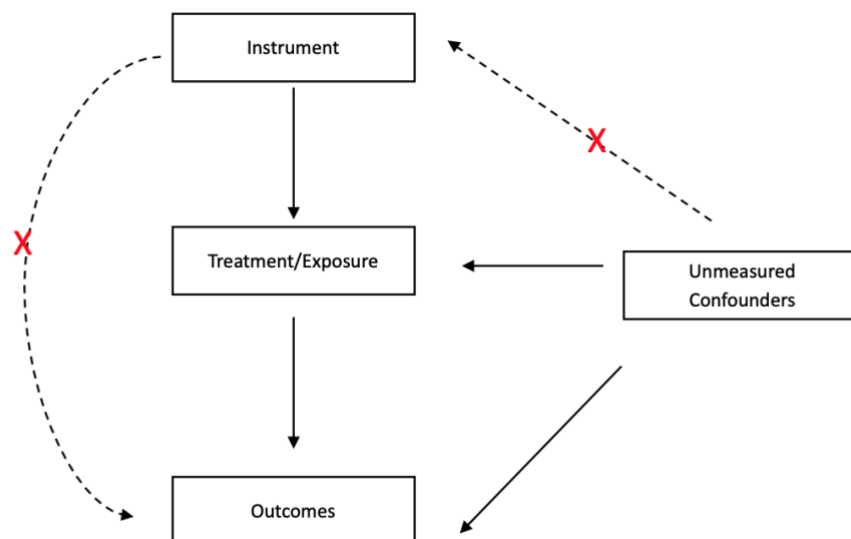 Instrument
X
X
Treatment/Exposure
Unmeasured
Confounders
Outcomes